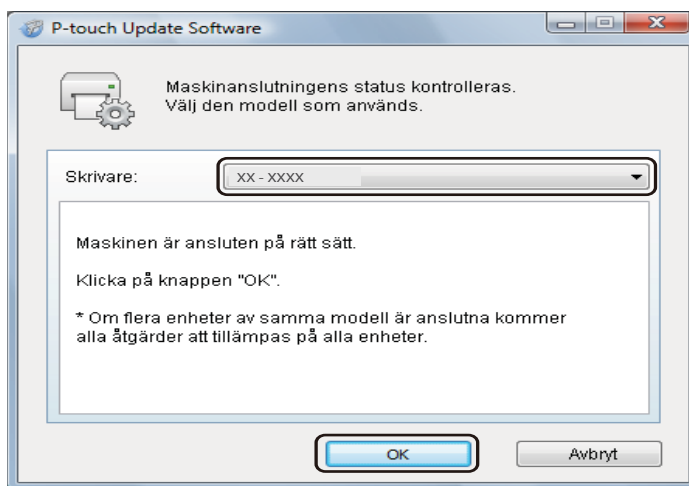 P-touch Update Software
Maskinanslutningens status kontrolleras.
Välj den modell som används.
Skrivare:
XX - XXXX
Maskinen är ansluten på rätt sätt.
Klicka på knappen "OK".
* Om flera enheter av samma modell är anslutna kommer
alla åtgärder att tillämpas på alla enheter.
OK
Avbryt